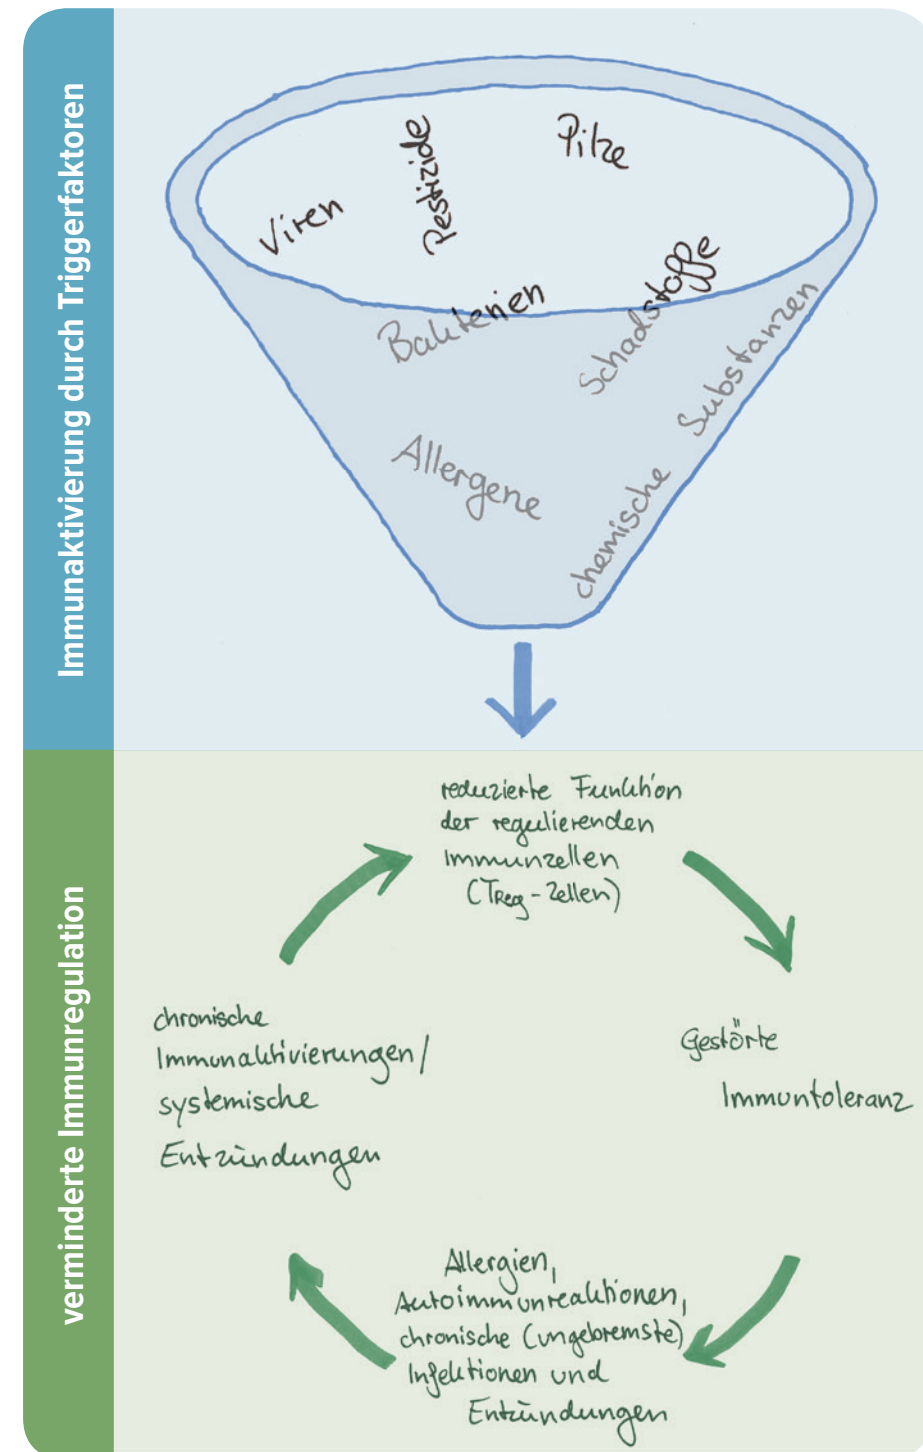 Immunaktivierung durch Triggerfaktoren
Viren
Pestizide
Pilze
Bakterien
Schadstoffe
Allergene
chemische Substanzen
verminderte Immunregulation
reduzierte Funktion
der regulierenden
Immunzellen
(TReg-Zellen)
Gestörte
Immuntoleranz
Allergien,
Autoimmunreaktionen,
chronische (ungebremste)
Infektionen und
Entzündungen
chronische
Immunaktivierungen/
systemische
Entzündungen